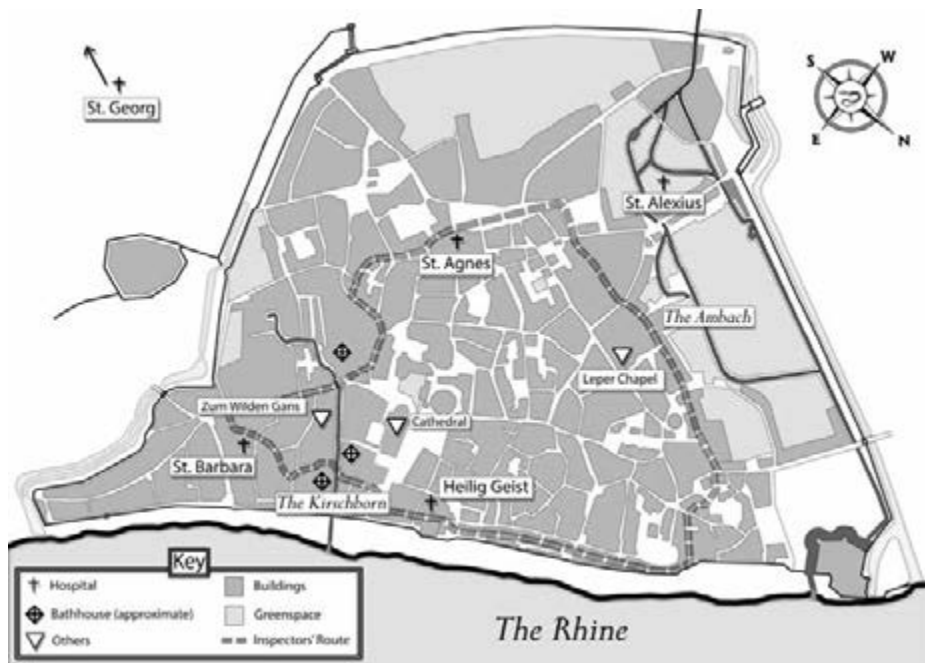 S
W
E
N
St. Georg
St. Alexius
St. Agnes
The Ambach
Leper Chapel
Zum Wilden Gans
Cathedral
St. Barbara
Heilig Geist
The Kirschborn
Key
Hospital
Buildings
Bathhouse (approximate)
Greenspace
Others
Inspectors' Route
The Rhine